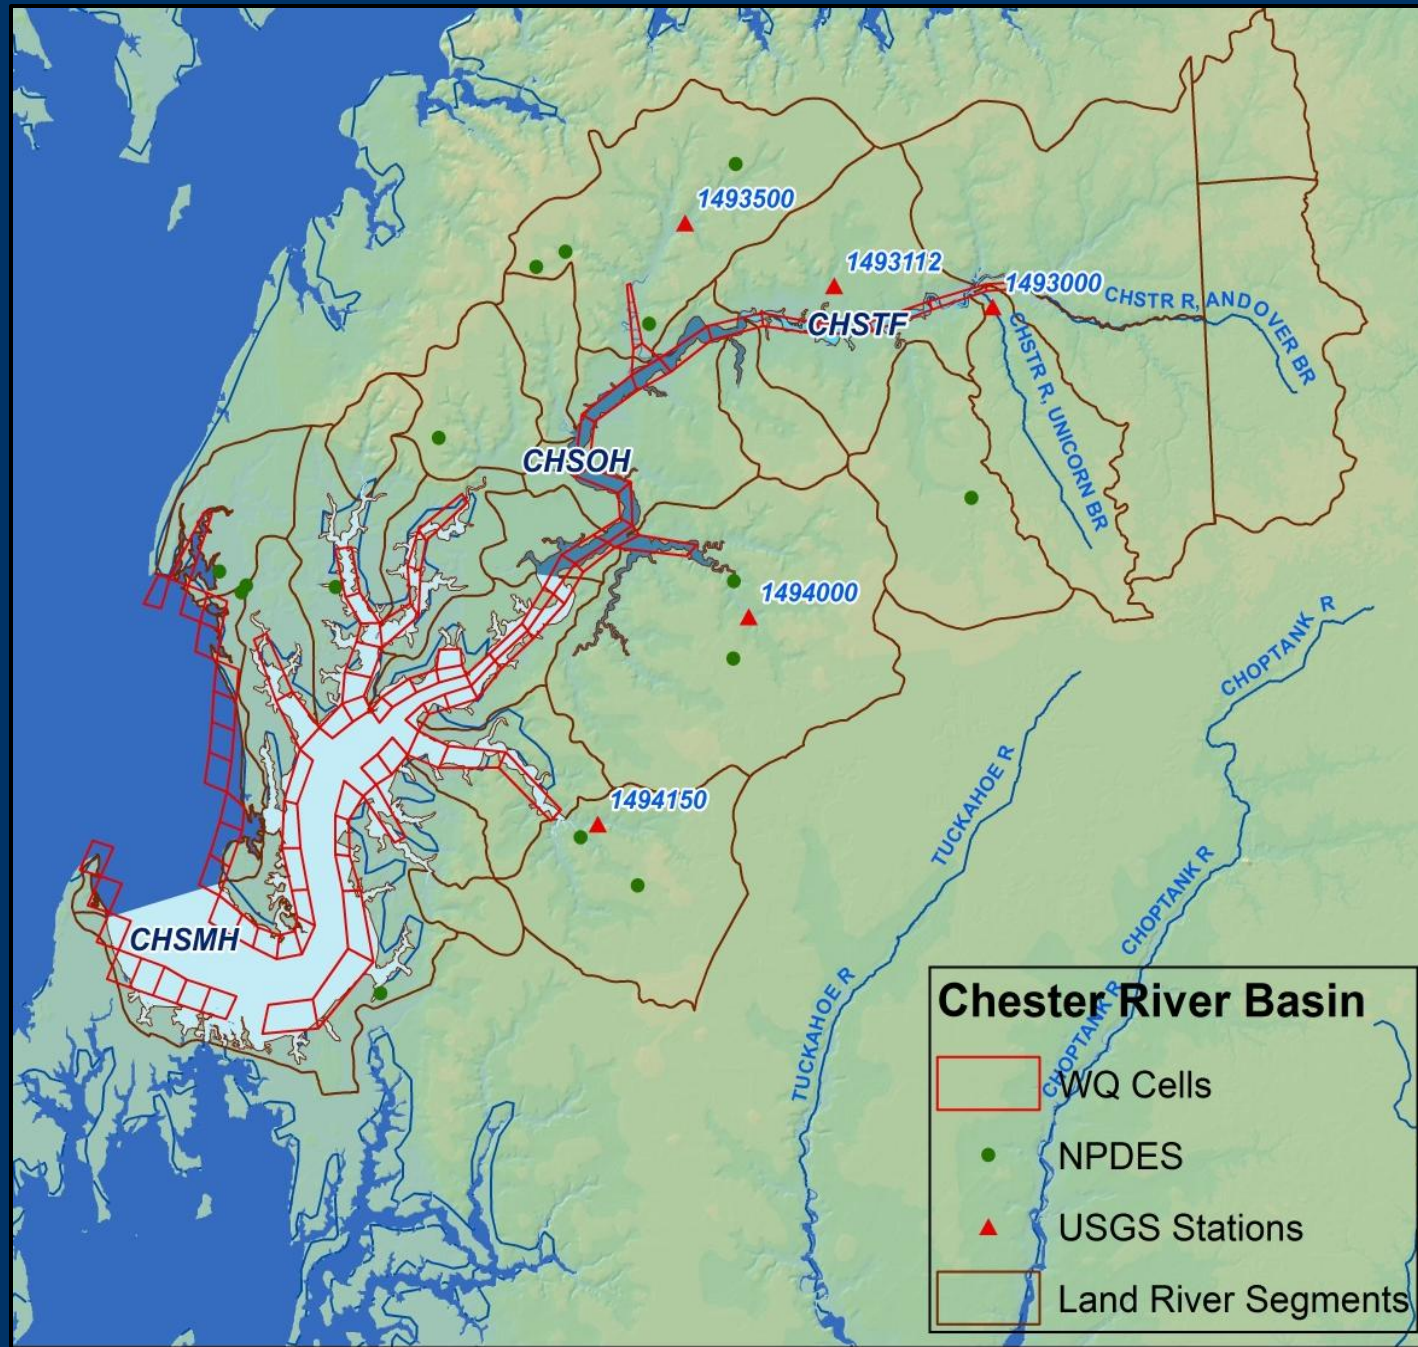 1493500
1493112
1493000
CHSTR R, ANDOVER BR
CHSTF
CHSTR R, UNICORN BR
CHSOH
1494000
CHOPTANK R
TUCKAHOE R
1494150
CHOPTANK R
CHSMH
TUCKAHOE R
CHOPTANK R
Chester River Basin
WQ Cells
NPDES
USGS Stations
Land River Segments